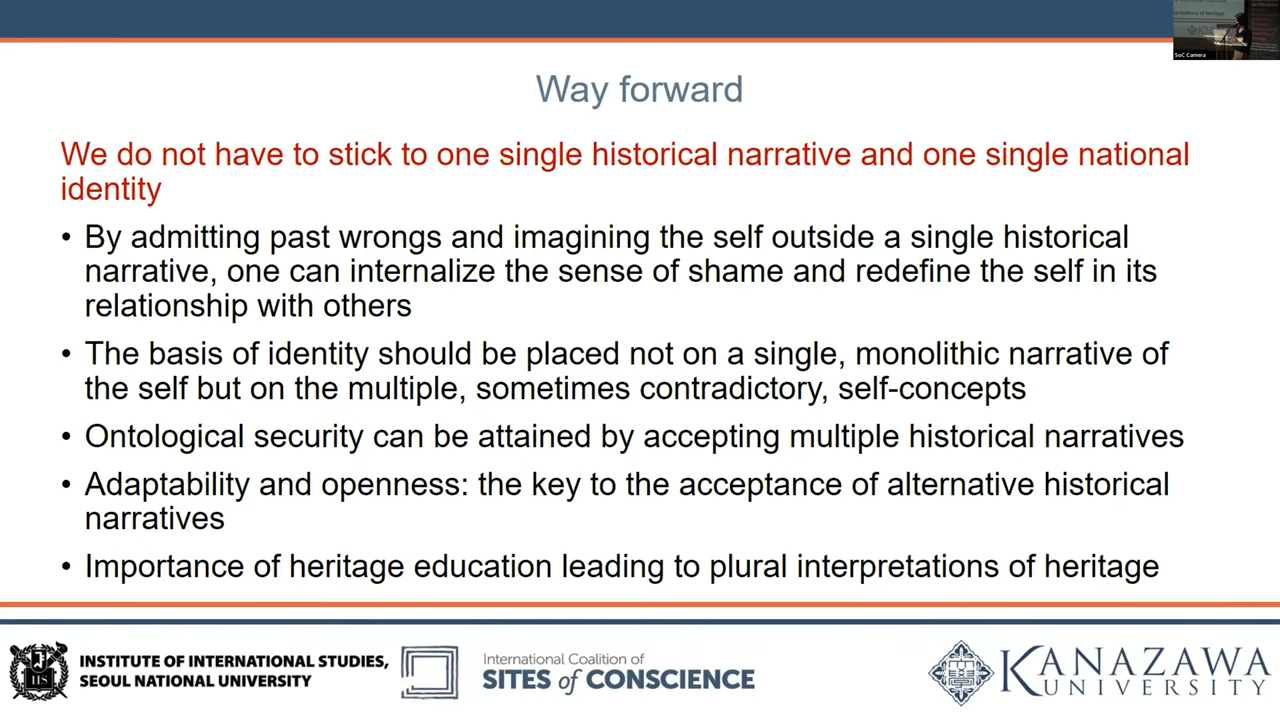 Way forward
We do not have to stick to one single historical narrative and one single national
identity
• By admitting past wrongs and imagining the self outside a single historical
narrative, one can internalize the sense of shame and redefine the self in its
relationship with others
• The basis of identity should be placed not on a single, monolithic narrative of
the self but on the multiple, sometimes contradictory, self-concepts
• Ontological security can be attained by accepting multiple historical narratives
• Adaptability and openness: the key to the acceptance of alternative historical
narratives
• Importance of heritage education leading to plural interpretations of heritage
INSTITUTE OF INTERNATIONAL STUDIES,
SEOUL NATIONAL UNIVERSITY
International Coalition of
SITES of CONSCIENCE
KANAZAWA
UNIVERSITY
SoC Camera